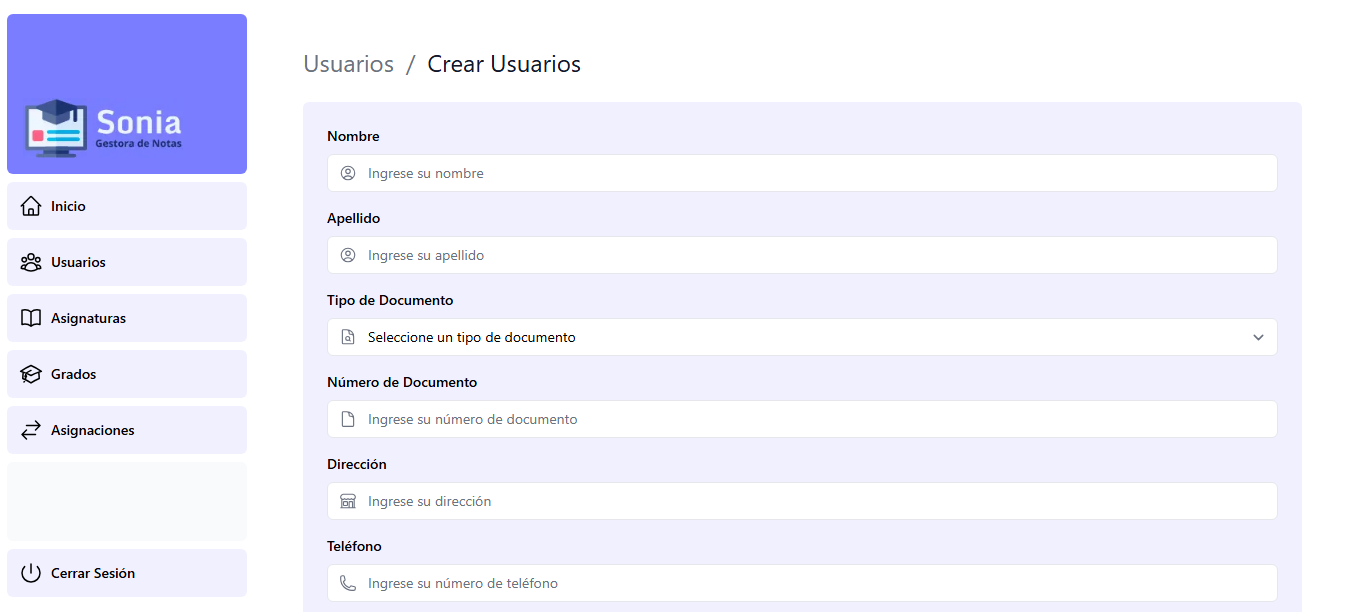 Sonia
Gestora de Notas
Inicio
Usuarios
Asignaturas
Grados
Asignaciones
Cerrar Sesión
Usuarios / Crear Usuarios
Nombre
Ingrese su nombre
Apellido
Ingrese su apellido
Tipo de Documento
Seleccione un tipo de documento
Número de Documento
Ingrese su número de documento
Dirección
Ingrese su dirección
Teléfono
Ingrese su número de teléfono